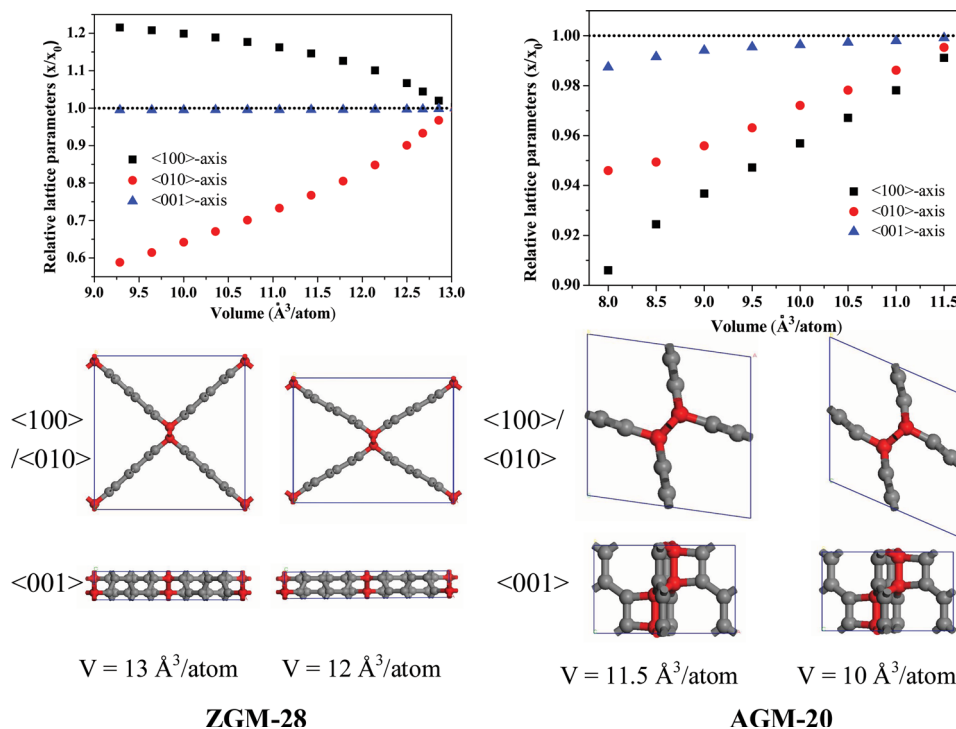 1.2
1.1
1.0
0.9
0.8
0.7
0.6
Relative lattice parameters (x/x₀)
<100>-axis
<010>-axis
<001>-axis
9.0 9.5 10.0 10.5 11.0 11.5 12.0 12.5 13.0
Volume (Å³/atom)
1.00
0.98
0.96
0.94
0.92
0.90
Relative lattice parameters (x/x₀)
<100>-axis
<010>-axis
<001>-axis
8.0 8.5 9.0 9.5 10.0 10.5 11.0 11.5
Volume (Å³/atom)
<100>
/<010>
<001>
V = 13 Å³/atom
V = 12 Å³/atom
ZGM-28
<100>/
<010>
<001>
V = 11.5 Å³/atom
V = 10 Å³/atom
AGM-20